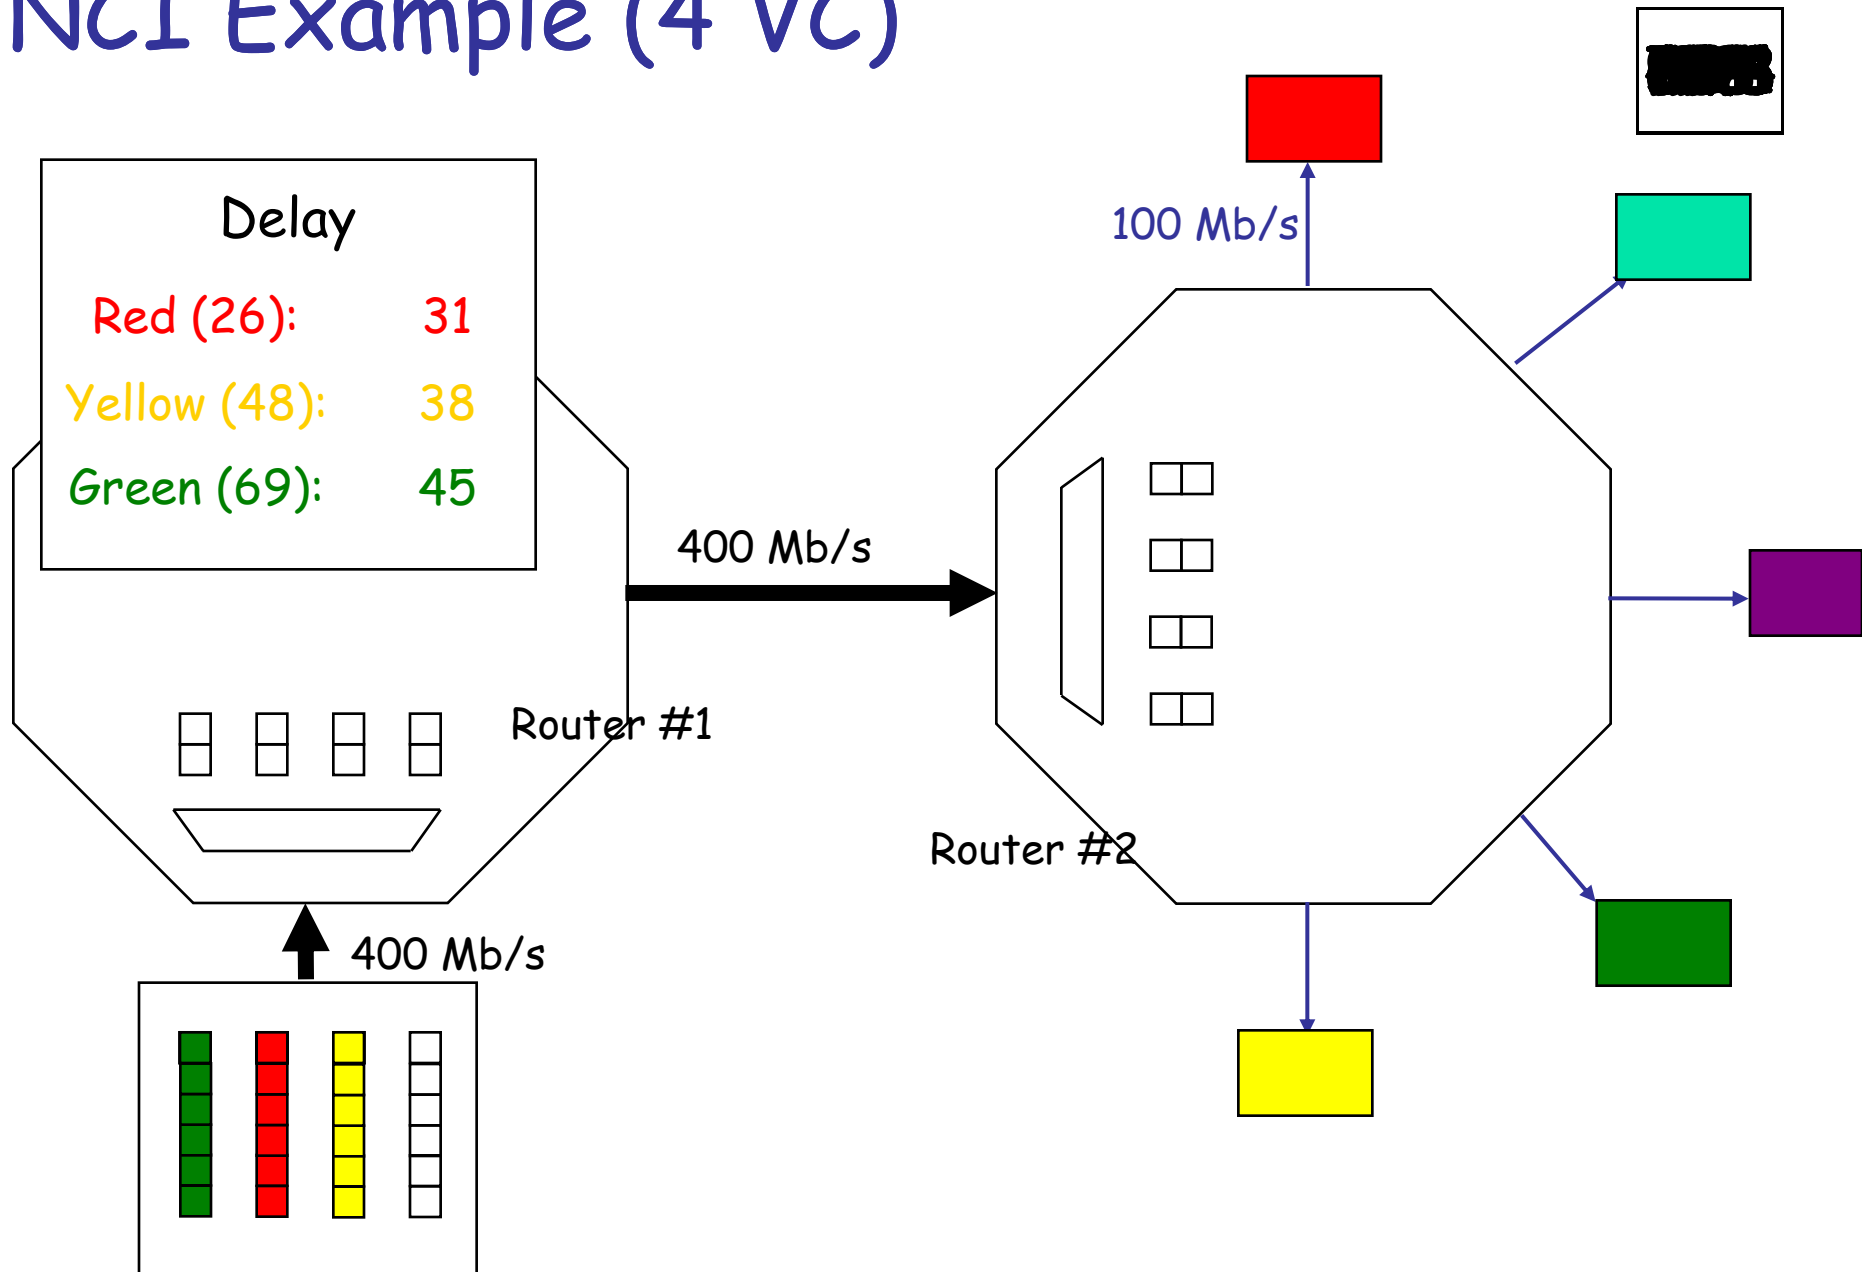 NCI Example (4 VC)
Delay
Red (26): 31
Yellow (48): 38
Green (69): 45
100 Mb/s
400 Mb/s
Router #1
Router #2
400 Mb/s